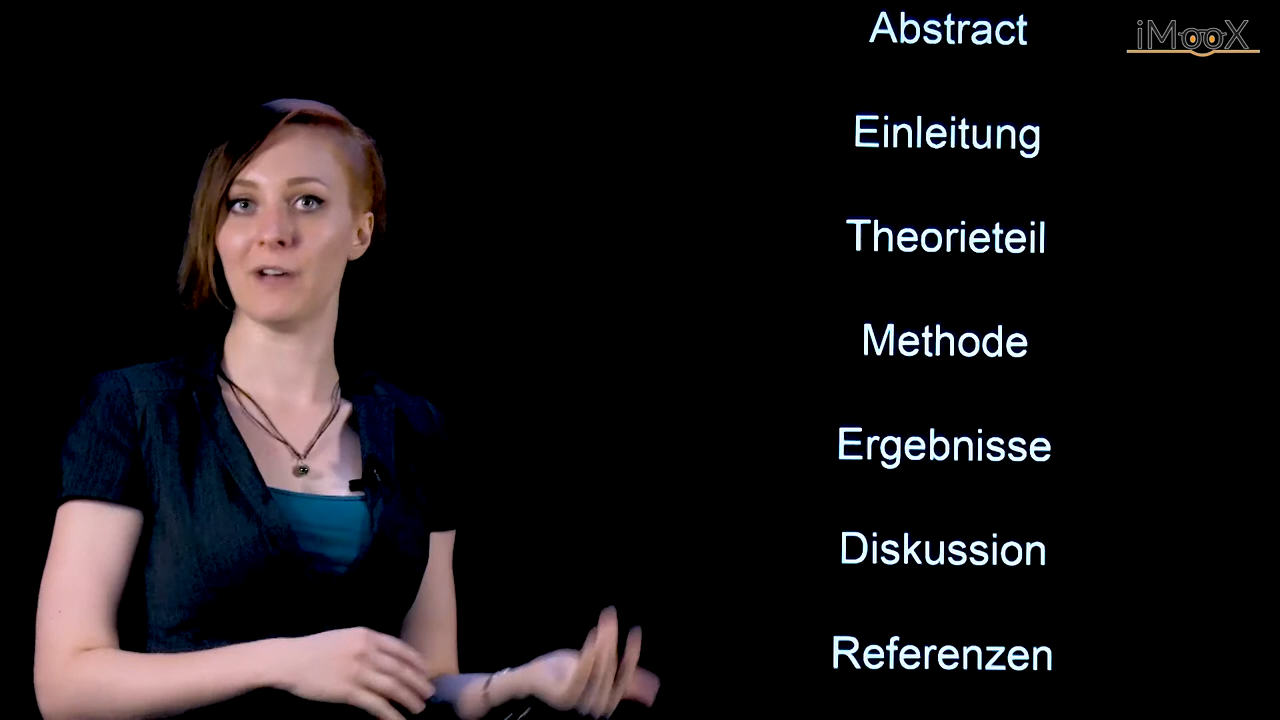 Abstract
iMooX
Einleitung
Theorieteil
Methode
Ergebnisse
Diskussion
Referenzen